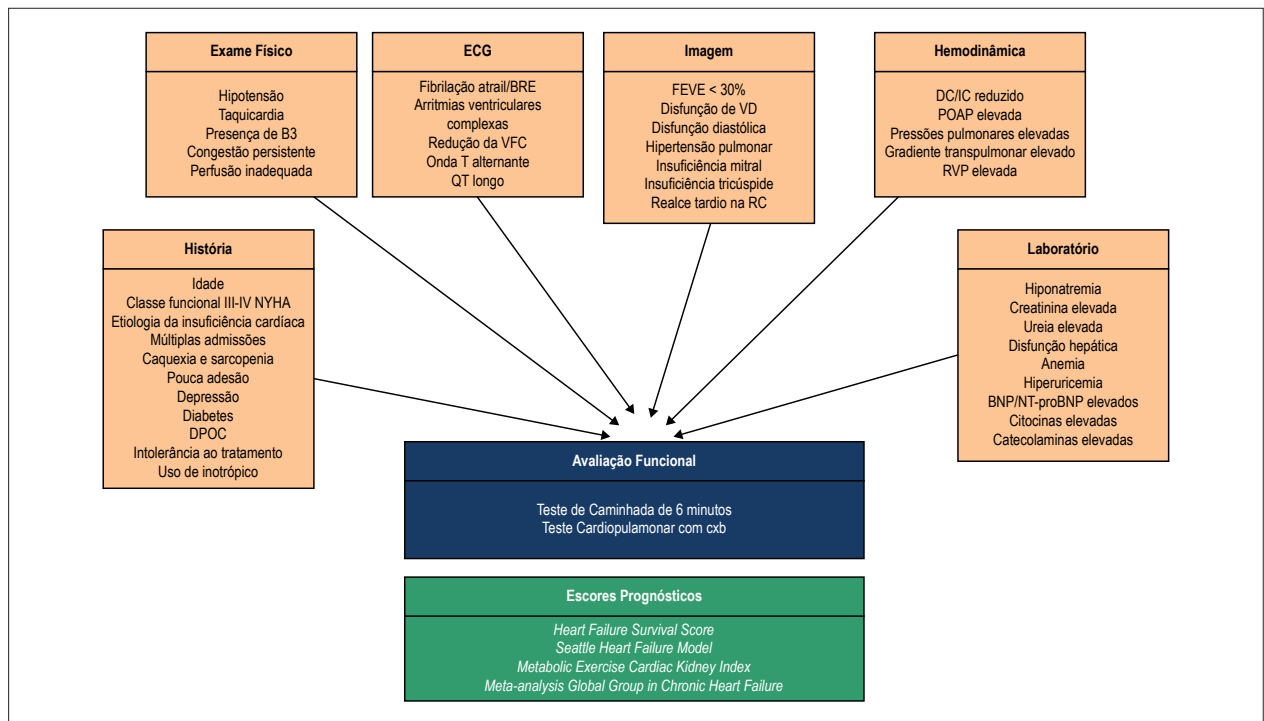 Exame Físico
Hipotensão
Taquicardia
Presença de B3
Congestão persistente
Perfusão inadequada
ECG
Fibrilação atrail/BRE
Arritmias ventriculares
complexas
Redução da VFC
Onda T alternante
QT longo
Imagem
FEVE < 30%
Disfunção de VD
Disfunção diastólica
Hipertensão pulmonar
Insuficiência mitral
Insuficiência tricúspide
Realce tardio na RC
Hemodinâmica
DC/IC reduzido
POAP elevada
Pressões pulmonares elevadas
Gradiente transpulmonar elevado
RVP elevada
História
Idade
Classe funcional III-IV NYHA
Etiologia da insuficiência cardíaca
Múltiplas admissões
Caquexia e sarcopenia
Pouca adesão
Depressão
Diabetes
DPOC
Intolerância ao tratamento
Uso de inotrópico
Laboratório
Hiponatremia
Creatinina elevada
Ureia elevada
Disfunção hepática
Anemia
Hiperuricemia
BNP/NT-proBNP elevados
Citocinas elevadas
Catecolaminas elevadas
Avaliação Funcional
Teste de Caminhada de 6 minutos
Teste Cardiopulamonar com cxb
Escores Prognósticos
Heart Failure Survival Score
Seattle Heart Failure Model
Metabolic Exercise Cardiac Kidney Index
Meta-analysis Global Group in Chronic Heart Failure